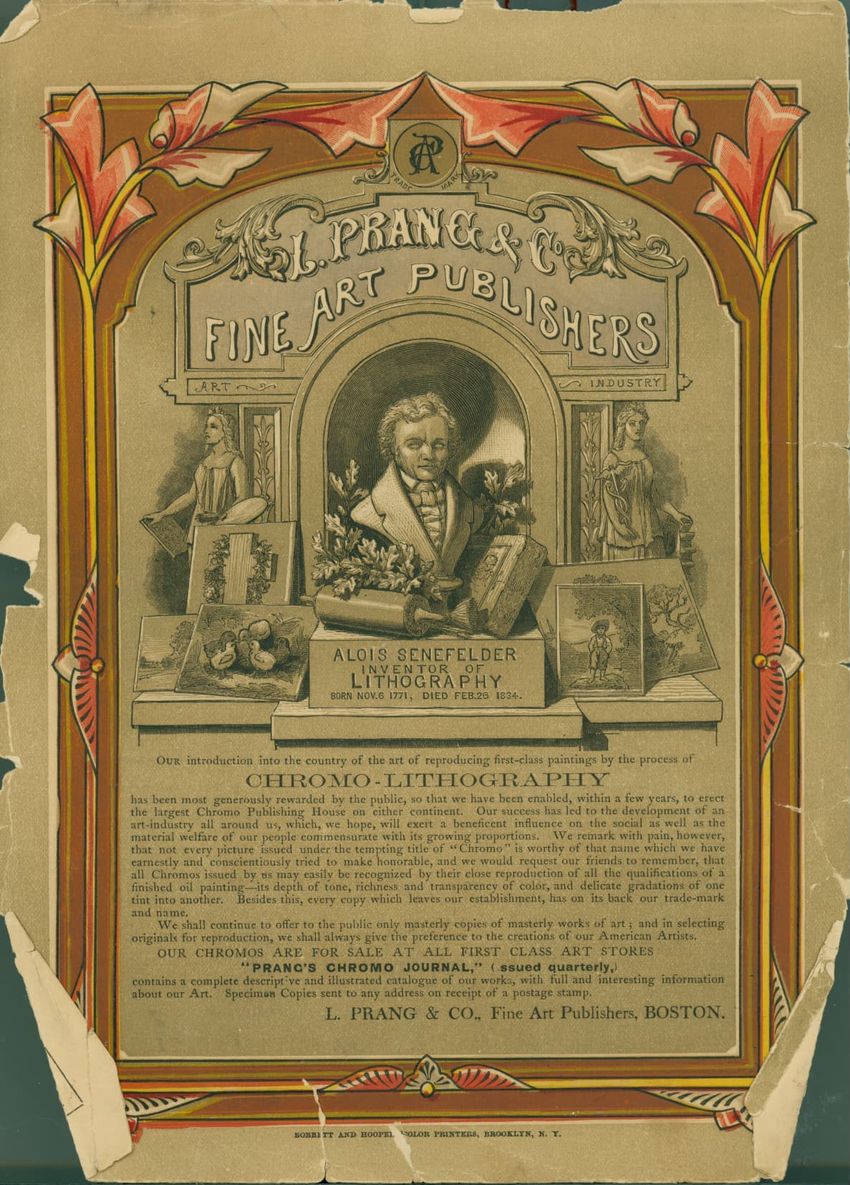 TRADE MARK
L. PRANG & Co
FINE ART PUBLISHERS
ART
INDUSTRY
ALOIS SENEFELDER
INVENTOR OF
LITHOGRAPHY
BORN NOV. 6 1771, DIED FEB. 26 1834.
OUR introduction into the country of the art of reproducing first-class paintings by the process of
CHROMO-LITHOGRAPHY
has been most generously rewarded by the public, so that we have been enabled, within a few years, to erect
the largest Chromo Publishing House on either continent. Our success has led to the development of an
art-industry all around us, which, we hope, will exert a beneficent influence on the social as well as the
material welfare of our people commensurate with its growing proportions. We remark with pain, however,
that not every picture issued under the tempting title of "Chromo" is worthy of that name which we have
earnestly and conscientiously tried to make honorable, and we would request our friends to remember, that
all Chromos issued by us may easily be recognized by their close reproduction of all the qualifications of a
finished oil painting—its depth of tone, richness and transparency of color, and delicate gradations of one
tint into another. Besides this, every copy which leaves our establishment, has on its back our trade-mark
and name.
We shall continue to offer to the public only masterly copies of masterly works of art; and in selecting
originals for reproduction, we shall always give the preference to the creations of our American Artists.
OUR CHROMOS ARE FOR SALE AT ALL FIRST CLASS ART STORES
"PRANG'S CHROMO JOURNAL," (issued quarterly,)
contains a complete descriptive and illustrated catalogue of our works, with full and interesting information
about our Art. Specimen Copies sent to any address on receipt of a postage stamp.
L. PRANG & CO., Fine Art Publishers, BOSTON.
BOBBETT AND HOOPER COLOR PRINTERS, BROOKLYN, N. Y.